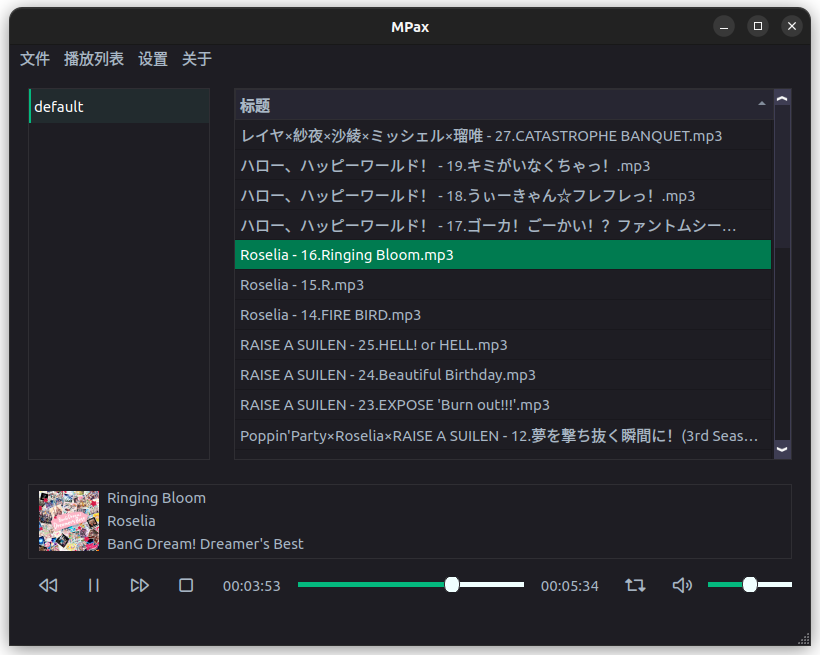 MPax
文件 播放列表 设置 关于
default
标题
レイヤ×紗夜×沙綾×ミッシェル×瑠唯 - 27.CATASTROPHE BANQUET.mp3
ハロー、ハッピーワールド！ - 19.キミがいなくちゃっ！.mp3
ハロー、ハッピーワールド！ - 18.うぃーきゃん☆フレフレっ！.mp3
ハロー、ハッピーワールド！ - 17.ゴーカ！ごーかい！？ファントムシー…
Roselia - 16.Ringing Bloom.mp3
Roselia - 15.R.mp3
Roselia - 14.FIRE BIRD.mp3
RAISE A SUILEN - 25.HELL! or HELL.mp3
RAISE A SUILEN - 24.Beautiful Birthday.mp3
RAISE A SUILEN - 23.EXPOSE 'Burn out!!!'.mp3
Poppin'Party×Roselia×RAISE A SUILEN - 12.夢を撃ち抜く瞬間に！(3rd Seas…
Ringing Bloom
Roselia
BanG Dream! Dreamer's Best
00:03:53
00:05:34